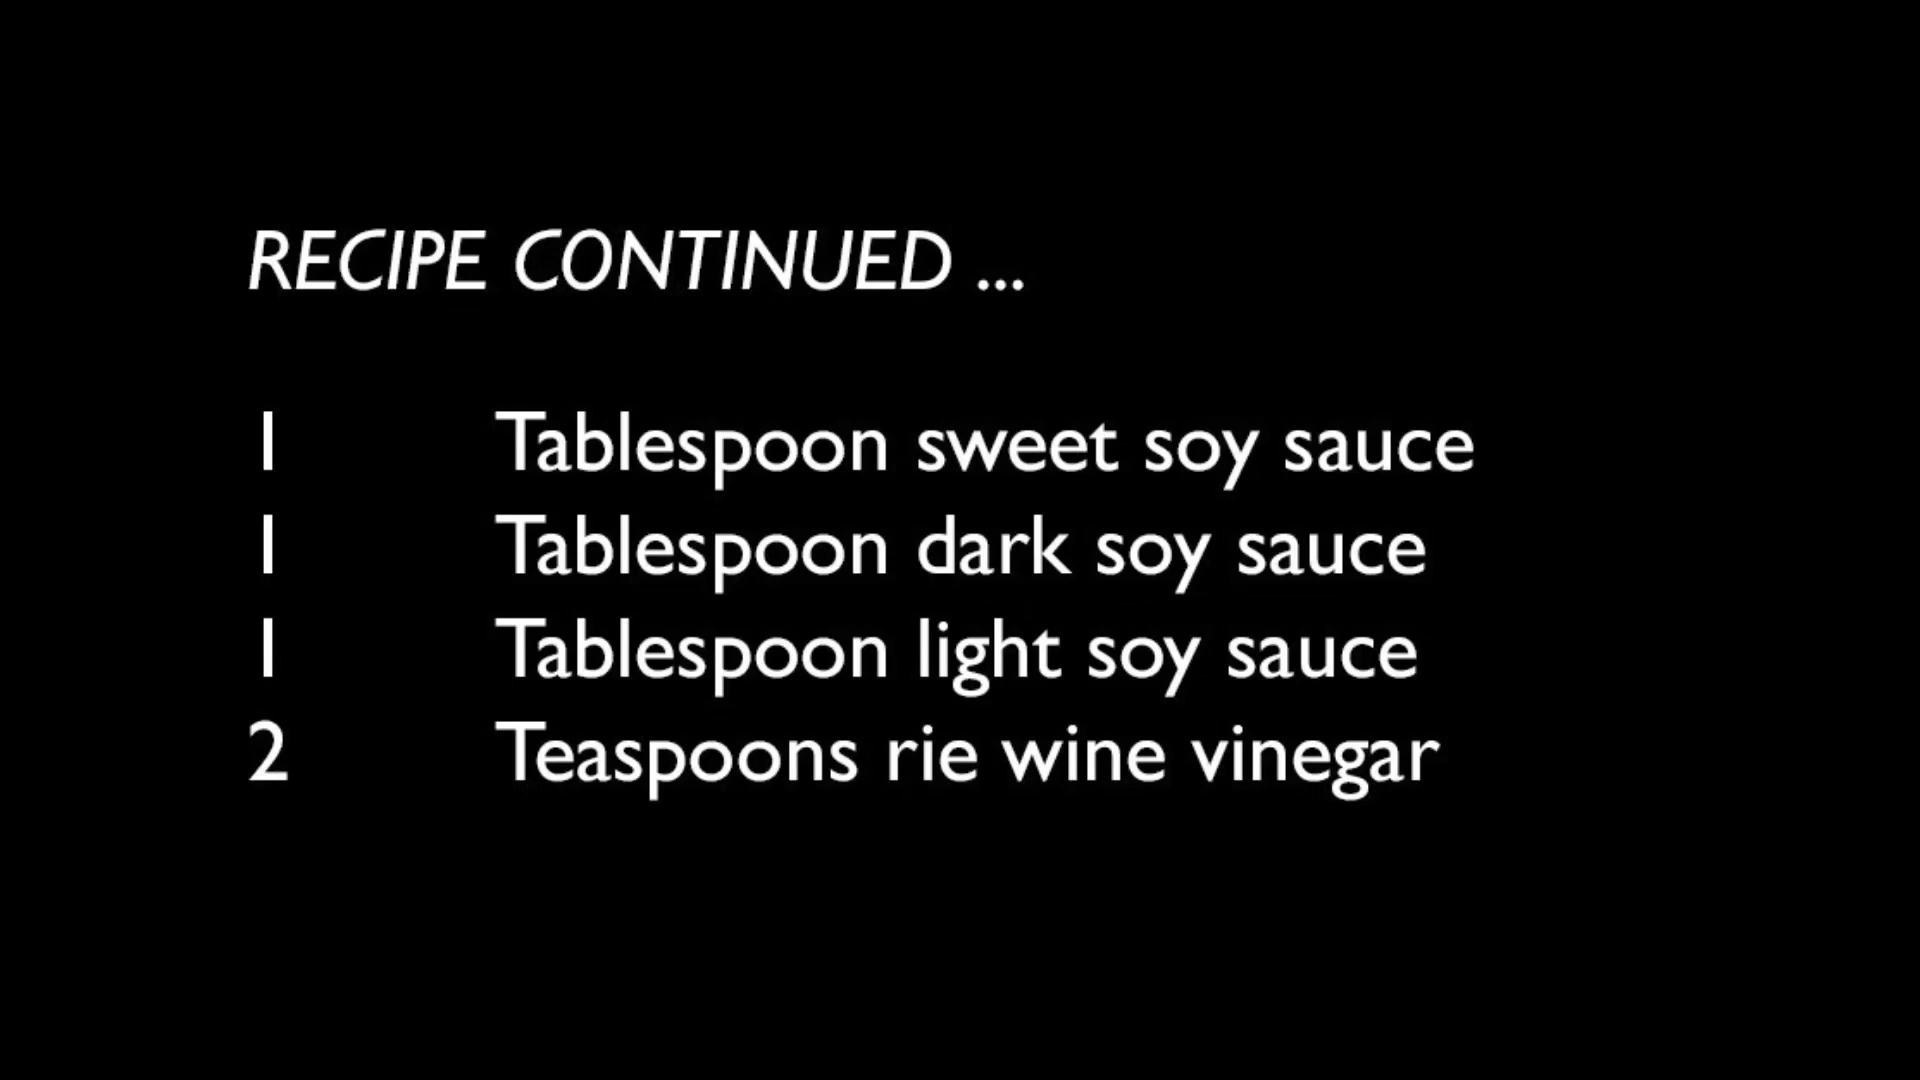 RECIPE CONTINUED ...
1 Tablespoon sweet soy sauce
1 Tablespoon dark soy sauce
1 Tablespoon light soy sauce
2 Teaspoons rie wine vinegar